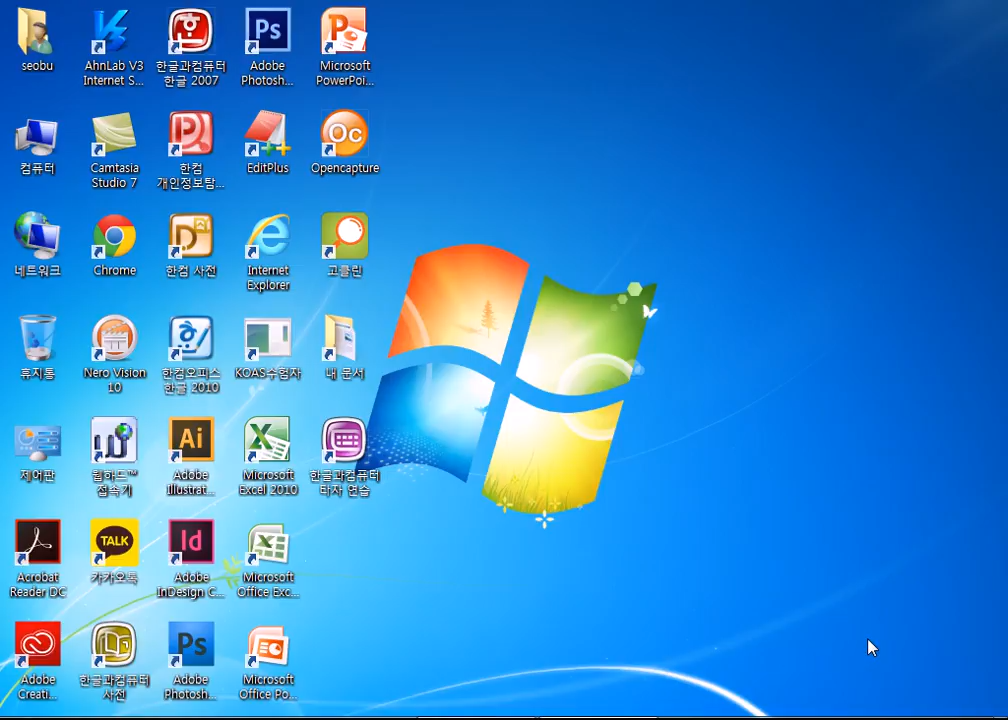 seobu
AhnLab V3
Internet S...
한글과컴퓨터
한글 2007
Ps
Adobe
Photosh...
P
Microsoft
PowerPoi...
컴퓨터
Camtasia
Studio 7
한컴
개인정보탐...
EditPlus
Oc
Opencapture
네트워크
Chrome
D
한컴 사전
Internet
Explorer
고클린
휴지통
Nero Vision
10
한컴오피스
한글 2010
KOAS수험자
내 문서
제어판
웹하드™
접속기
Ai
Adobe
Illustrat...
Microsoft
Excel 2010
한글과컴퓨터
타자 연습
Acrobat
Reader DC
TALK
카카오톡
Id
Adobe
InDesign C...
Microsoft
Office Exc...
Adobe
Creati...
한글과컴퓨터
사전
Ps
Adobe
Photosh...
Microsoft
Office Po...